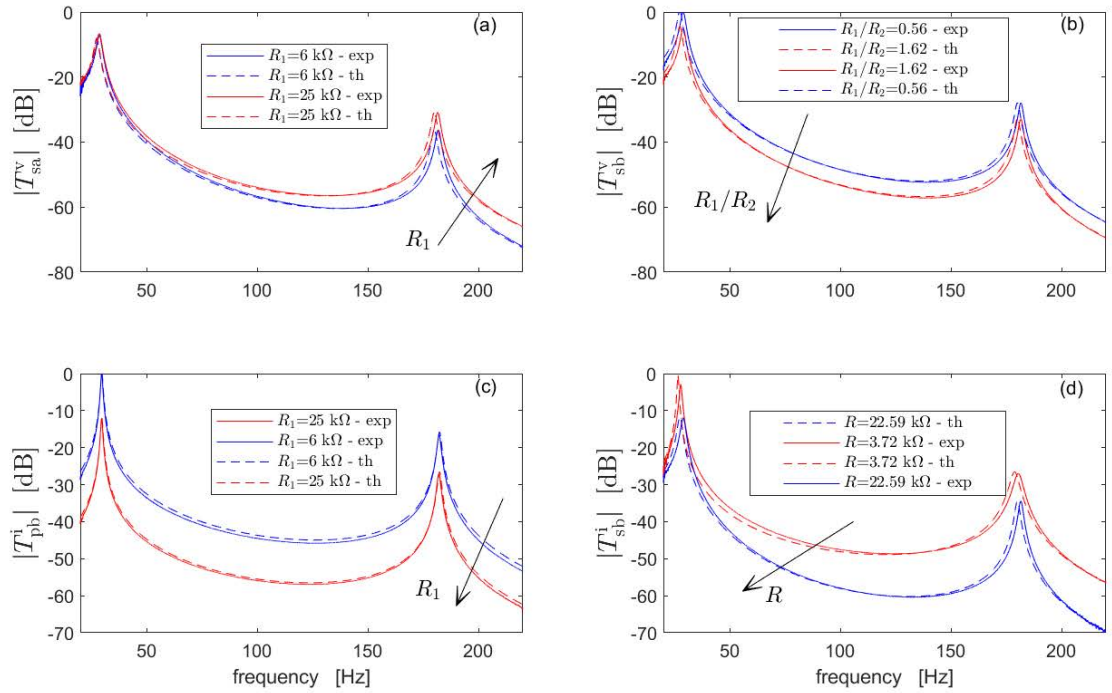 (a)
0
-20
-40
-60
-80
|T^v_sa| [dB]
R₁=6 kΩ - exp
R₁=6 kΩ - th
R₁=25 kΩ - exp
R₁=25 kΩ - th
R₁
50 100 150 200
(b)
0
-20
-40
-60
-80
|T^v_sb| [dB]
R₁/R₂=0.56 - exp
R₁/R₂=1.62 - th
R₁/R₂=1.62 - exp
R₁/R₂=0.56 - th
R₁/R₂
50 100 150 200
(c)
0
-10
-20
-30
-40
-50
-60
-70
|T^i_pb| [dB]
R₁=25 kΩ - exp
R₁=6 kΩ - exp
R₁=6 kΩ - th
R₁=25 kΩ - th
R₁
50 100 150 200
frequency [Hz]
(d)
0
-10
-20
-30
-40
-50
-60
-70
|T^i_sb| [dB]
R=22.59 kΩ - th
R=3.72 kΩ - exp
R=3.72 kΩ - th
R=22.59 kΩ - exp
R
50 100 150 200
frequency [Hz]